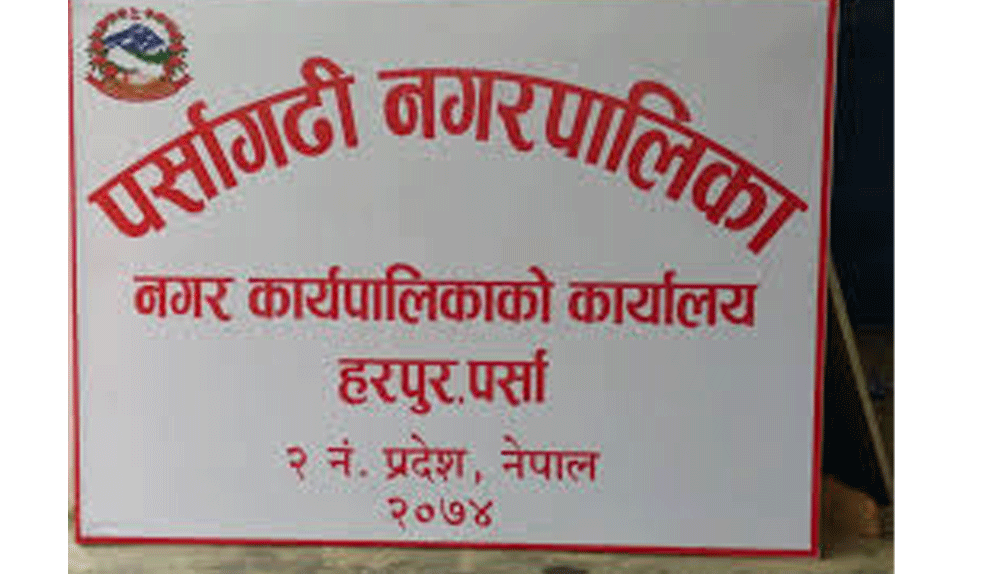 पर्सागढी नगरपालिका
नगर कार्यपालिकाको कार्यालय
हरपुर.पर्सा
२ नं. प्रदेश, नेपाल
२०७४